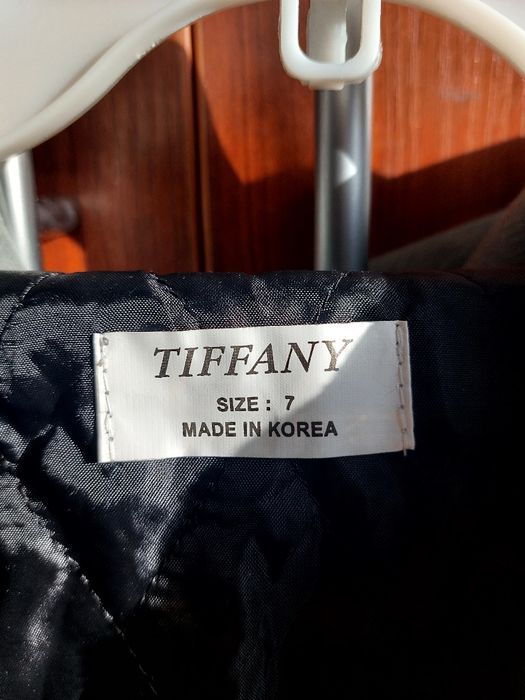 TIFFANY
SIZE : 7
MADE IN KOREA